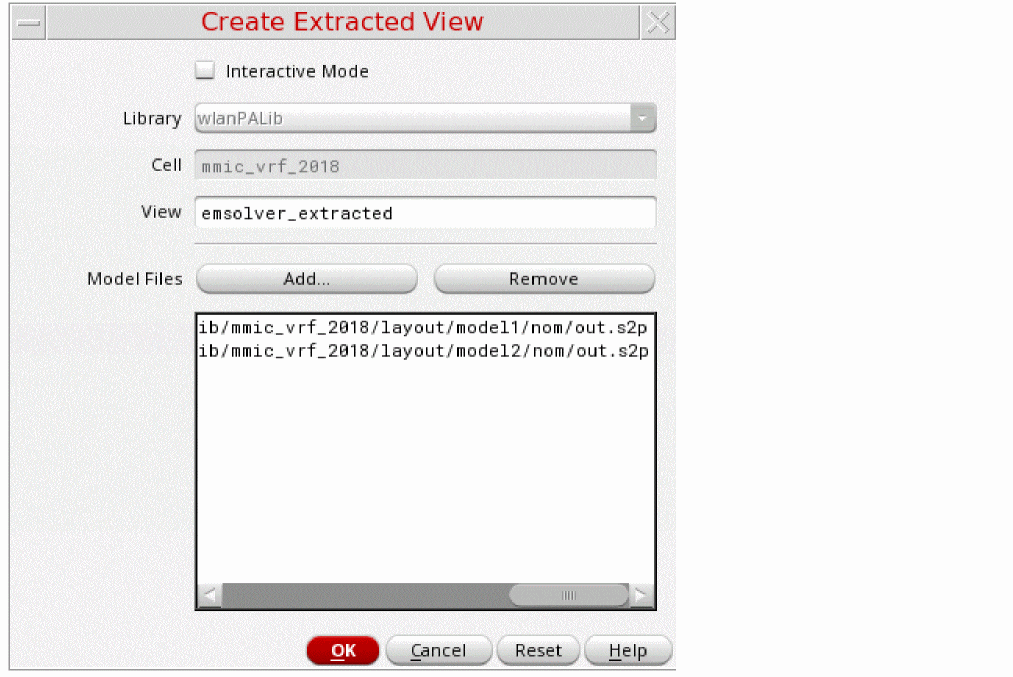 Create Extracted View
Interactive Mode
Library wlanPALib
Cell mmic_vrf_2018
View emsolver_extracted
Model Files Add... Remove
ib/mmic_vrf_2018/layout/model1/nom/out.s2p
ib/mmic_vrf_2018/layout/model2/nom/out.s2p
OK Cancel Reset Help